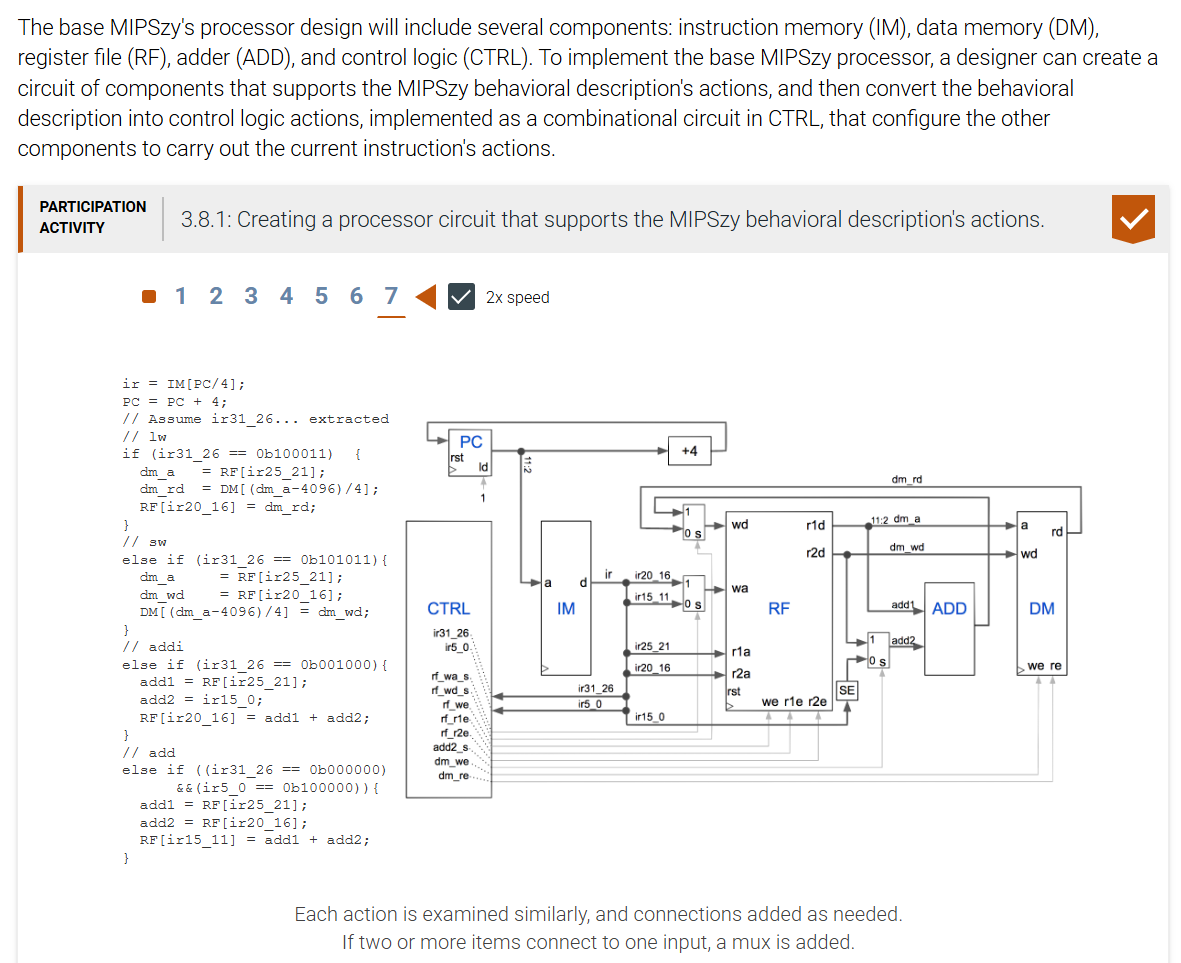 The base MIPSzy's processor design will include several components: instruction memory (IM), data memory (DM),
register file (RF), adder (ADD), and control logic (CTRL). To implement the base MIPSzy processor, a designer can create a
circuit of components that supports the MIPSzy behavioral description's actions, and then convert the behavioral
description into control logic actions, implemented as a combinational circuit in CTRL, that configure the other
components to carry out the current instruction's actions.
PARTICIPATION
ACTIVITY
3.8.1: Creating a processor circuit that supports the MIPSzy behavioral description's actions.
1 2 3 4 5 6 7 2x speed
ir = IM[PC/4];
PC = PC + 4;
// Assume ir31_26... extracted
// lw
if (ir31_26 == 0b100011) {
dm_a = RF[ir25_21];
dm_rd = DM[(dm_a-4096)/4];
RF[ir20_16] = dm_rd;
}
// sw
else if (ir31_26 == 0b101011){
dm_a = RF[ir25_21];
dm_wd = RF[ir20_16];
DM[(dm_a-4096)/4] = dm_wd;
}
// addi
else if (ir31_26 == 0b001000){
add1 = RF[ir25_21];
add2 = ir15_0;
RF[ir20_16] = add1 + add2;
}
// add
else if ((ir31_26 == 0b000000)
&&(ir5_0 == 0b100000)){
add1 = RF[ir25_21];
add2 = RF[ir20_16];
RF[ir15_11] = add1 + add2;
}
PC
rst
ld
1
11:2
+4
CTRL
ir31_26
ir5_0
rf_wa_s
rf_wd_s
rf_we
rf_r1e
rf_r2e
add2_s
dm_we
dm_re
a
d
IM
ir
ir20_16
ir15_11
ir25_21
ir20_16
ir31_26
ir5_0
ir15_0
1
0 s
1
0 s
wd
r1d
r2d
wa
RF
r1a
r2a
rst
we r1e r2e
dm_rd
11:2 dm_a
dm_wd
add1
ADD
add2
1
0 s
SE
a
rd
wd
DM
we re
Each action is examined similarly, and connections added as needed.
If two or more items connect to one input, a mux is added.